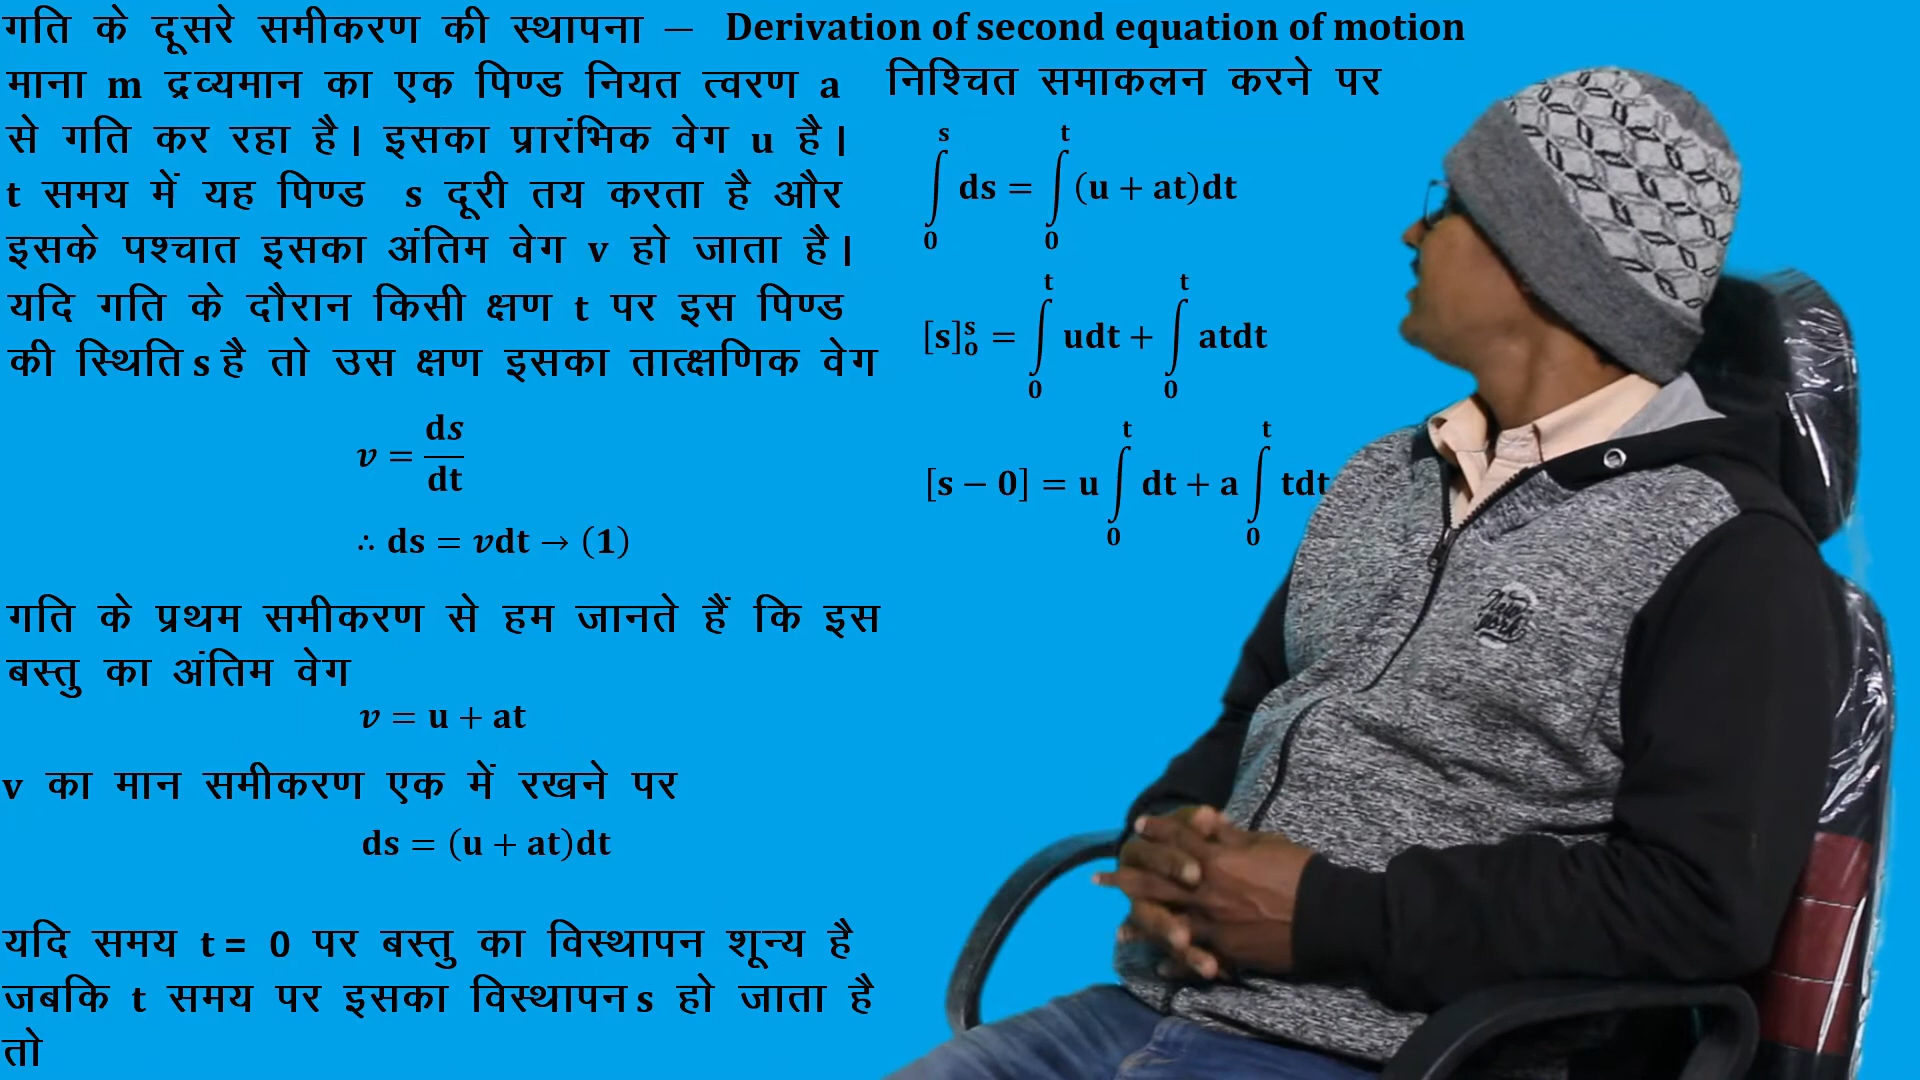 गति के दूसरे समीकरण की स्थापना – Derivation of second equation of motion
माना m द्रव्यमान का एक पिण्ड नियत त्वरण a
से गति कर रहा है| इसका प्रारंभिक वेग u है|
t समय में यह पिण्ड s दूरी तय करता है और
इसके पश्चात इसका अंतिम वेग v हो जाता है|
यदि गति के दौरान किसी क्षण t पर इस पिण्ड
की स्थिति s है तो उस क्षण इसका तात्क्षणिक वेग
v = ds/dt
∴ ds = vdt → (1)
गति के प्रथम समीकरण से हम जानते हैं कि इस
बस्तु का अंतिम वेग
v = u + at
v का मान समीकरण एक में रखने पर
ds = (u + at)dt
यदि समय t = 0 पर बस्तु का विस्थापन शून्य है
जबकि t समय पर इसका विस्थापन s हो जाता है
तो
निश्चित समाकलन करने पर
∫₀ˢ ds = ∫₀ᵗ (u + at)dt
[s]ₒˢ = ∫₀ᵗ udt + ∫₀ᵗ atdt
[s − 0] = u ∫₀ᵗ dt + a ∫₀ᵗ tdt
New York